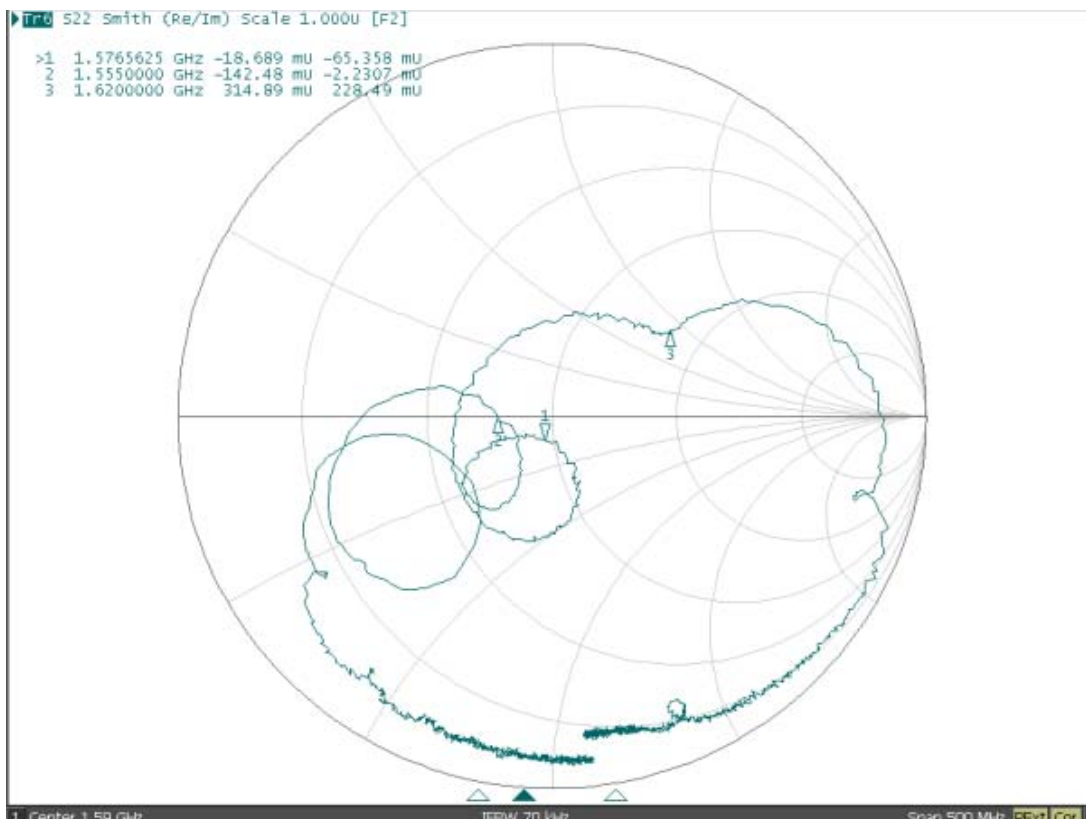 Tr6 S22 Smith (Re/Im) Scale 1.000U [F2]
>1 1.5765625 GHz -18.689 mU -65.358 mU
2 1.5550000 GHz -142.48 mU -2.2307 mU
3 1.6200000 GHz 314.89 mU 228.49 mU
1
3
1 Center 1.59 GHz IFBW 70 kHz Span 500 MHz Cor